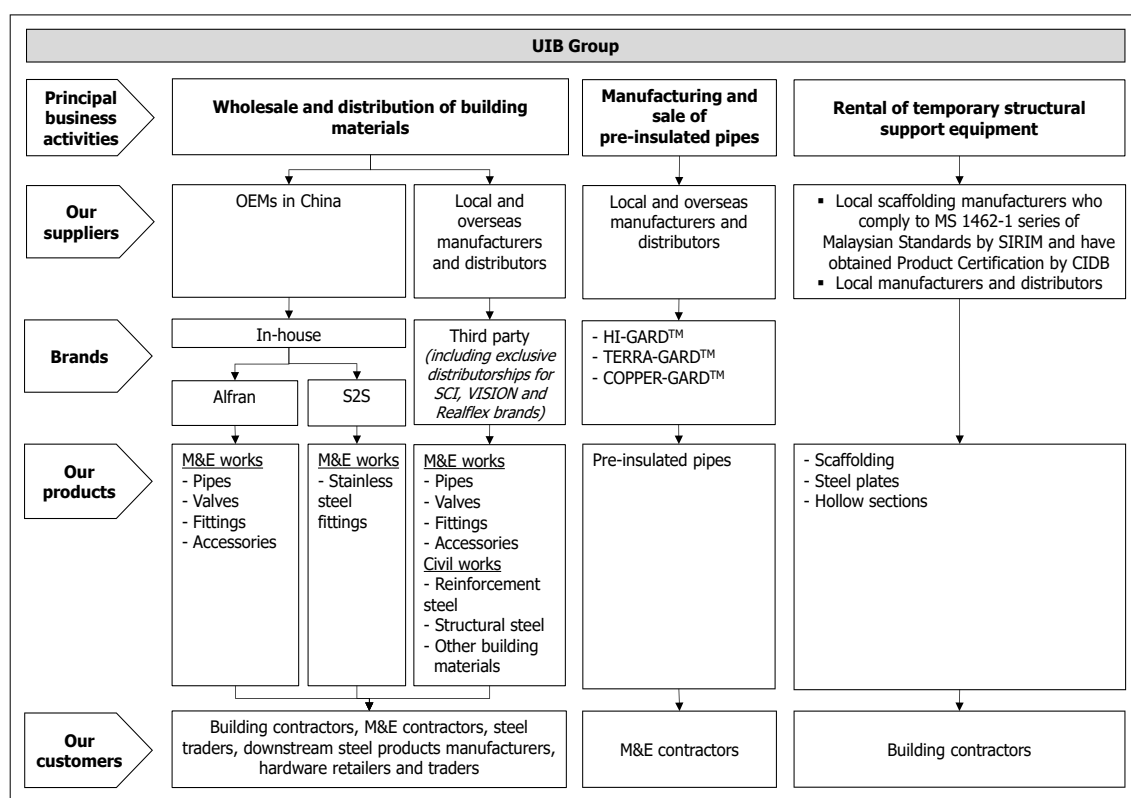 UIB Group
Principal
business
activities
Wholesale and distribution of building
materials
Manufacturing and
sale of
pre-insulated pipes
Rental of temporary structural
support equipment
Our
suppliers
OEMs in China
Local and
overseas
manufacturers
and distributors
Local and overseas
manufacturers and
distributors
▪ Local scaffolding manufacturers who
comply to MS 1462-1 series of
Malaysian Standards by SIRIM and have
obtained Product Certification by CIDB
▪ Local manufacturers and distributors
Brands
In-house
Alfran
S2S
Third party
(including exclusive
distributorships for
SCI, VISION and
Realflex brands)
- HI-GARD™
- TERRA-GARD™
- COPPER-GARD™
Our
products
M&E works
- Pipes
- Valves
- Fittings
- Accessories
M&E works
- Stainless
steel
fittings
M&E works
- Pipes
- Valves
- Fittings
- Accessories
Civil works
- Reinforcement
steel
- Structural steel
- Other building
materials
Pre-insulated pipes
- Scaffolding
- Steel plates
- Hollow sections
Our
customers
Building contractors, M&E contractors, steel
traders, downstream steel products manufacturers,
hardware retailers and traders
M&E contractors
Building contractors